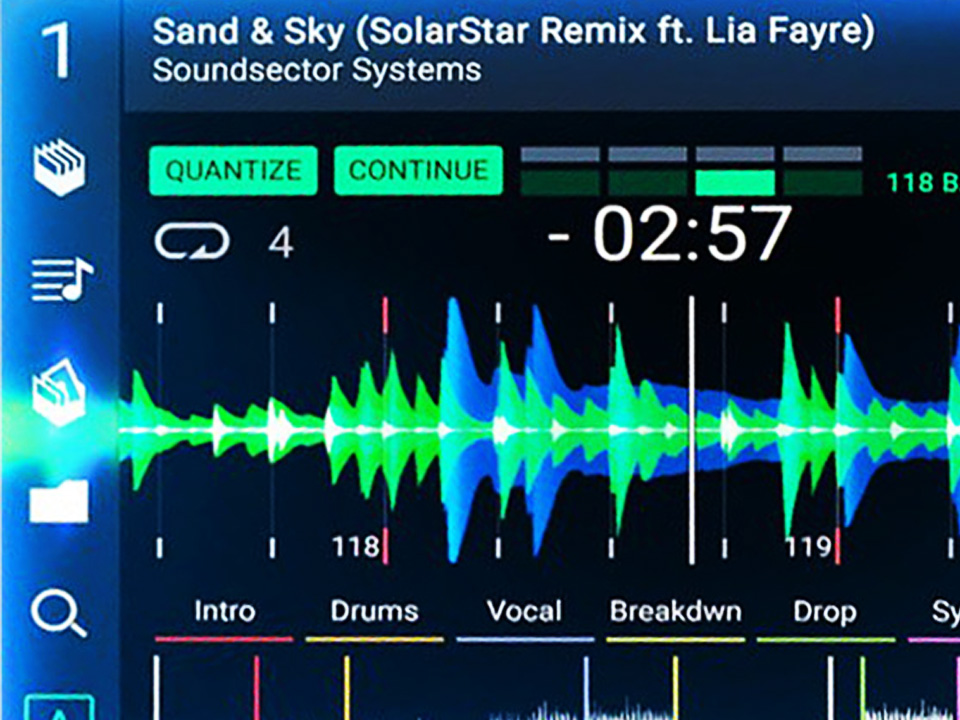 1
Sand & Sky (SolarStar Remix ft. Lia Fayre)
Soundsector Systems
QUANTIZE CONTINUE
118 B
4 - 02:57
118 119
Intro Drums Vocal Breakdwn Drop Sy
A